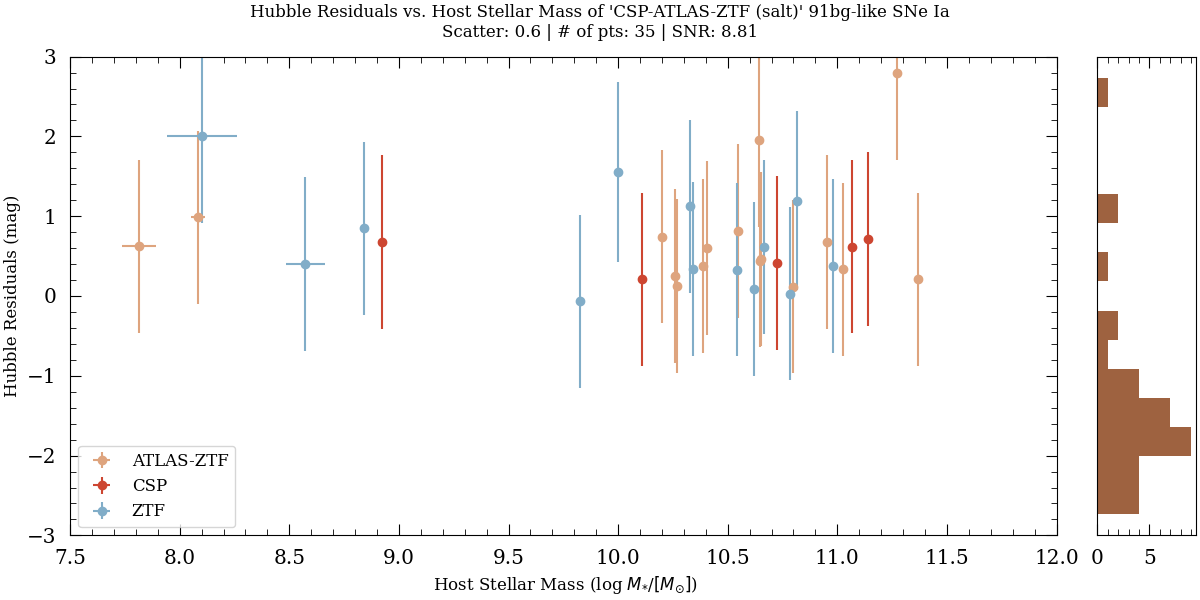 Hubble Residuals vs. Host Stellar Mass of 'CSP-ATLAS-ZTF (salt)' 91bg-like SNe Ia
Scatter: 0.6 | # of pts: 35 | SNR: 8.81
Hubble Residuals (mag)
3
2
1
0
−1
−2
−3
ATLAS-ZTF
CSP
ZTF
7.5 8.0 8.5 9.0 9.5 10.0 10.5 11.0 11.5 12.0
0 5
Host Stellar Mass (log M*/[M⊙])